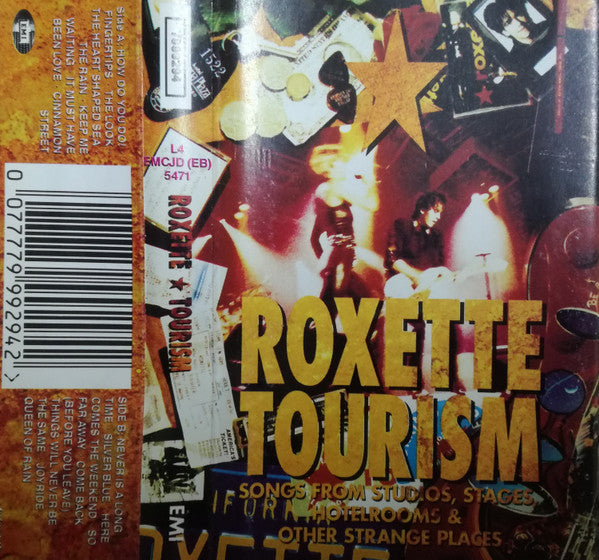 EMI
Side A: HOW DO YOU DO!
FINGERTIPS THE LOOK
THE HEART SHAPED SEA
THE RAIN KEEP ME
WAITING IT MUST HAVE
BEEN LOVE CINNAMON
STREET
0 077779 992942 >
SIDE B: NEVER IS A LONG
TIME SILVER BLUE HERE
COMES THE WEEKEND SO
FAR AWAY COME BACK
(BEFORE YOU LEAVE)
THINGS WILL NEVER BE
THE SAME JOYRIDE
QUEEN OF RAIN
L4
EMCJD (EB)
5471
ROXETTE ★ TOURISM
EMI
1522
ROXETTE
TOURISM
SONGS FROM STUDIOS, STAGES,
HOTELROOMS &
OTHER STRANGE PLACES
AMERICA'S
TICKET